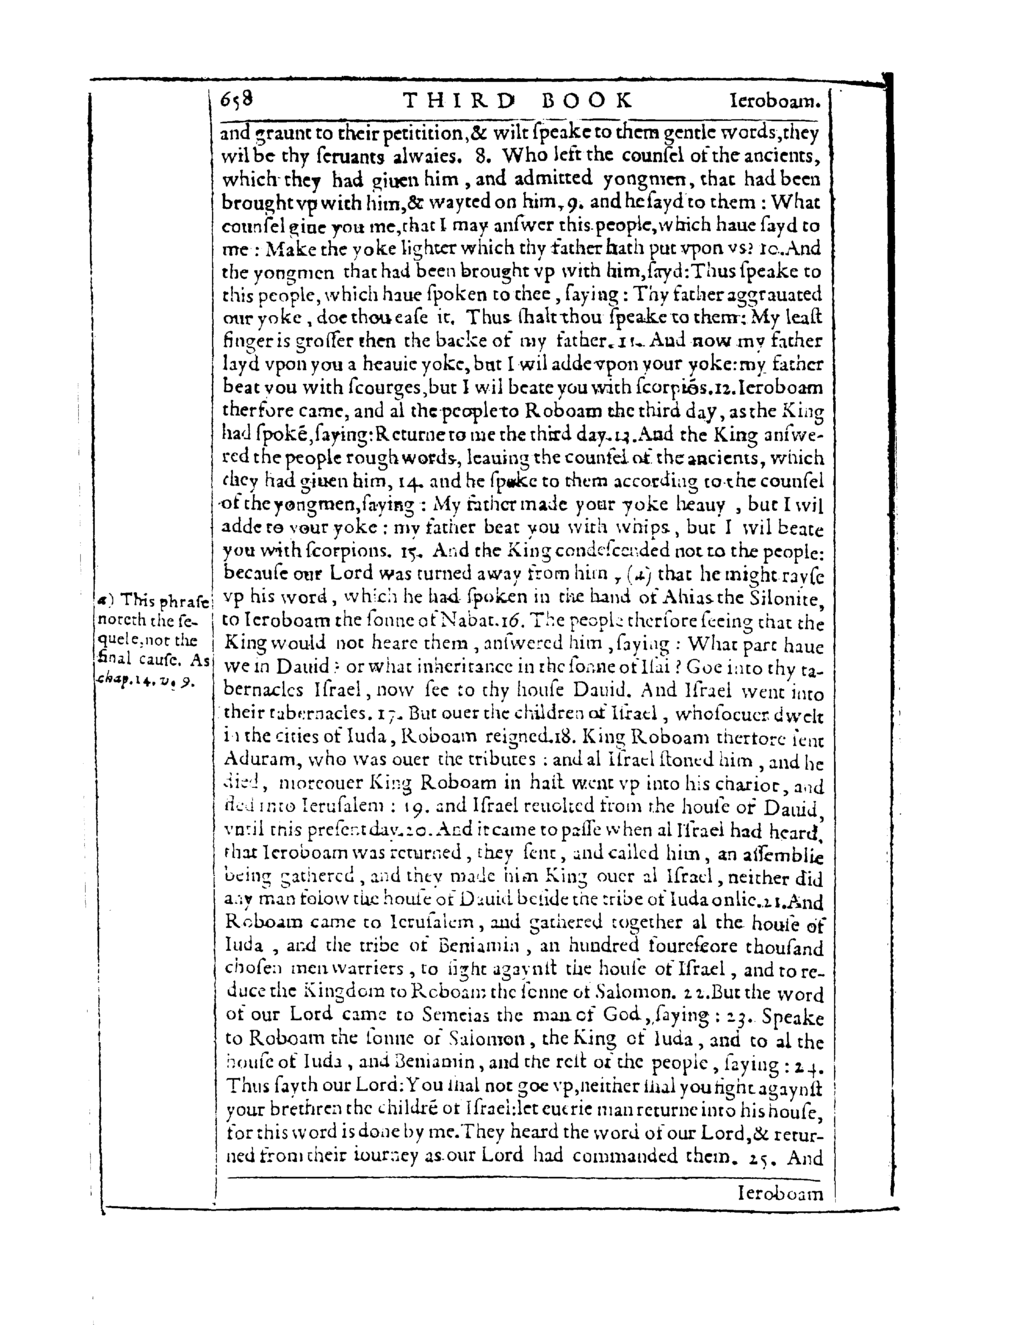 658 THIRD BOOK Ieroboam.
and graunt to their petitition,& wilt ſpeake to them gentle words,they
wil be thy ſeruants alwaies. 8. Who left the counſel of the ancients,
which they had giuen him , and admitted yongmen, that had been
brought vp with him,& wayted on him, 9. and he ſayd to them : What
counſel giue you me,that I may anſwer this people,which haue ſayd to
me : Make the yoke lighter which thy father hath put vpon vs? 10.And
the yongmen that had been brought vp with him,ſayd:Thus ſpeake to
this people, which haue ſpoken to thee , ſaying : Thy father aggrauated
our yoke , doe thou eaſe it. Thus ſhalt thou ſpeake to them: My leaſt
finger is groſſer then the backe of my father. 11. And now my father
layd vpon you a heauie yoke, but I wil adde vpon your yoke:my father
beat you with ſcourges,but I wil beate you with ſcorpiõs.12.Ieroboam
therfore came, and al the people to Roboam the third day, as the King
had ſpokē,ſaying:Returne to me the third day.13.And the King anſwe-
red the people rough words, leauing the counſel of the ancients, which
they had giuen him, 14. and he ſpoke to them according to the counſel
of the yongmen,ſaying : My father made your yoke heauy , but I wil
adde to your yoke : my father beat you with whips , but I wil beate
you with ſcorpions. 15. And the King condeſcended not to the people:
becauſe our Lord was turned away from him , (a) that he might rayſe
vp his word , which he had ſpoken in the hand of Ahias the Silonite,
to Ieroboam the ſonne of Nabat.16. The people therfore ſeeing that the
King would not heare them , anſwered him , ſaying : What part haue
we in Dauid ? or what inheritance in the ſonne of Iſai ? Goe into thy ta-
bernacles Iſrael , now ſee to thy houſe Dauid. And Iſrael went into
their tabernacles. 17. But ouer the children of Iſrael , whoſoeuer dwelt
in the cities of Iuda , Roboam reigned.18. King Roboam therfore ſent
Aduram, who was ouer the tributes : and al Iſrael ſtoned him , and he
died, moreouer King Roboam in haſt went vp into his chariot, and
fled into Ieruſalem : 19. and Iſrael reuolted from the houſe of Dauid,
vntil this preſent day.20. And it came to paſſe when al Iſrael had heard,
that Ieroboam was returned , they ſent , and called him , an aſſemblie
being gathered , and they made him King ouer al Iſrael , neither did
any man folow the houſe of Dauid beſide the tribe of Iuda onlie.21.And
Roboam came to Ieruſalem , and gathered together al the houſe of
Iuda , and the tribe of Beniamin , an hundred foureſcore thouſand
choſen men warriers , to fight agaynſt the houſe of Iſrael , and to re-
duce the Kingdom to Roboam the ſonne of Salomon. 22.But the word
of our Lord came to Semeias the man of God , ſaying : 23. Speake
to Roboam the ſonne of Salomon , the King of Iuda , and to al the
houſe of Iuda , and Beniamin , and the reſt of the people , ſaying : 24.
Thus ſayth our Lord:You ſhal not goe vp,neither ſhal you fight agaynſt
your brethren the childrē of Iſrael:let euerie man returne into his houſe,
for this word is done by me.They heard the word of our Lord,& retur-
ned from their iourney as our Lord had commanded them. 25. And
Ieroboam
a) This phraſe
noteth the ſe-
quele,not the
final cauſe. As
chap.14. v. 9.